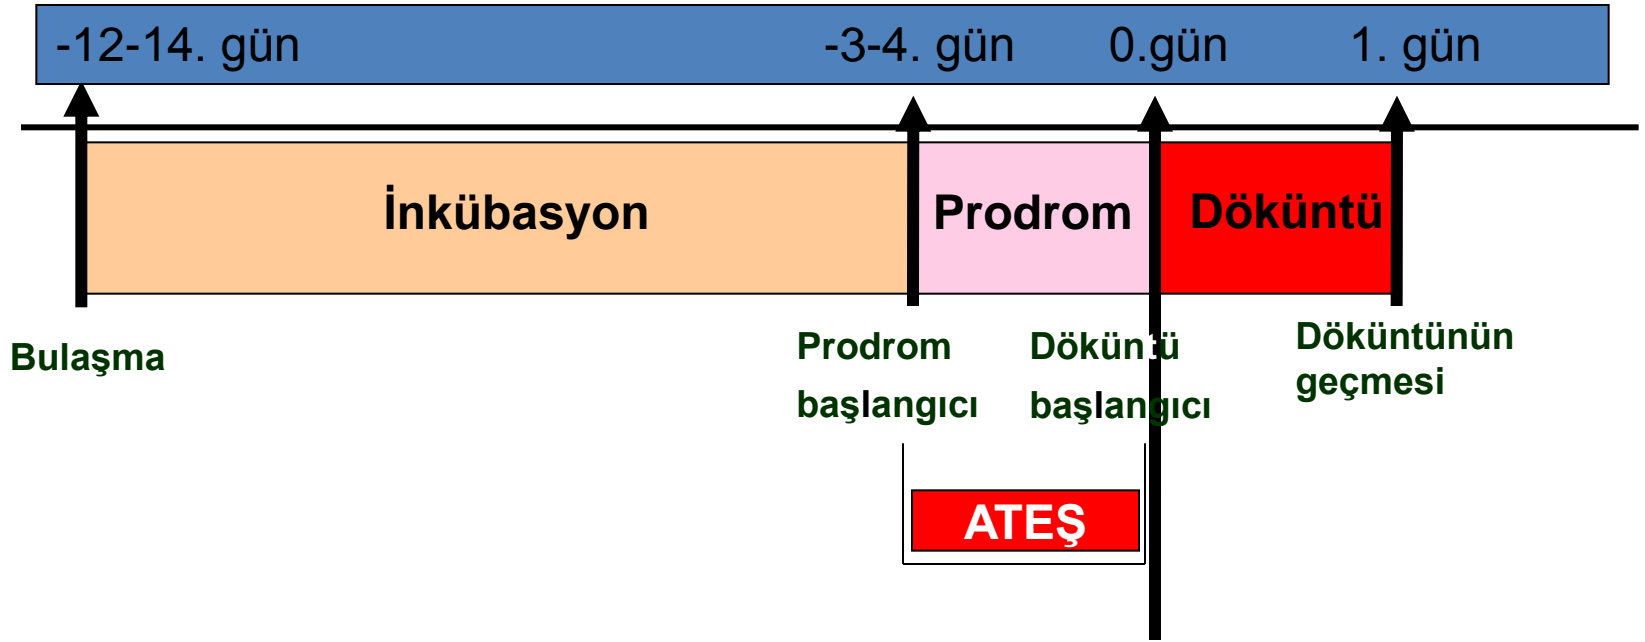 -12-14. gün -3-4. gün 0.gün 1. gün
İnkübasyon Prodrom Döküntü
Bulaşma
Prodrom
başlangıcı
Döküntü
başlangıcı
Döküntünün
geçmesi
ATEŞ